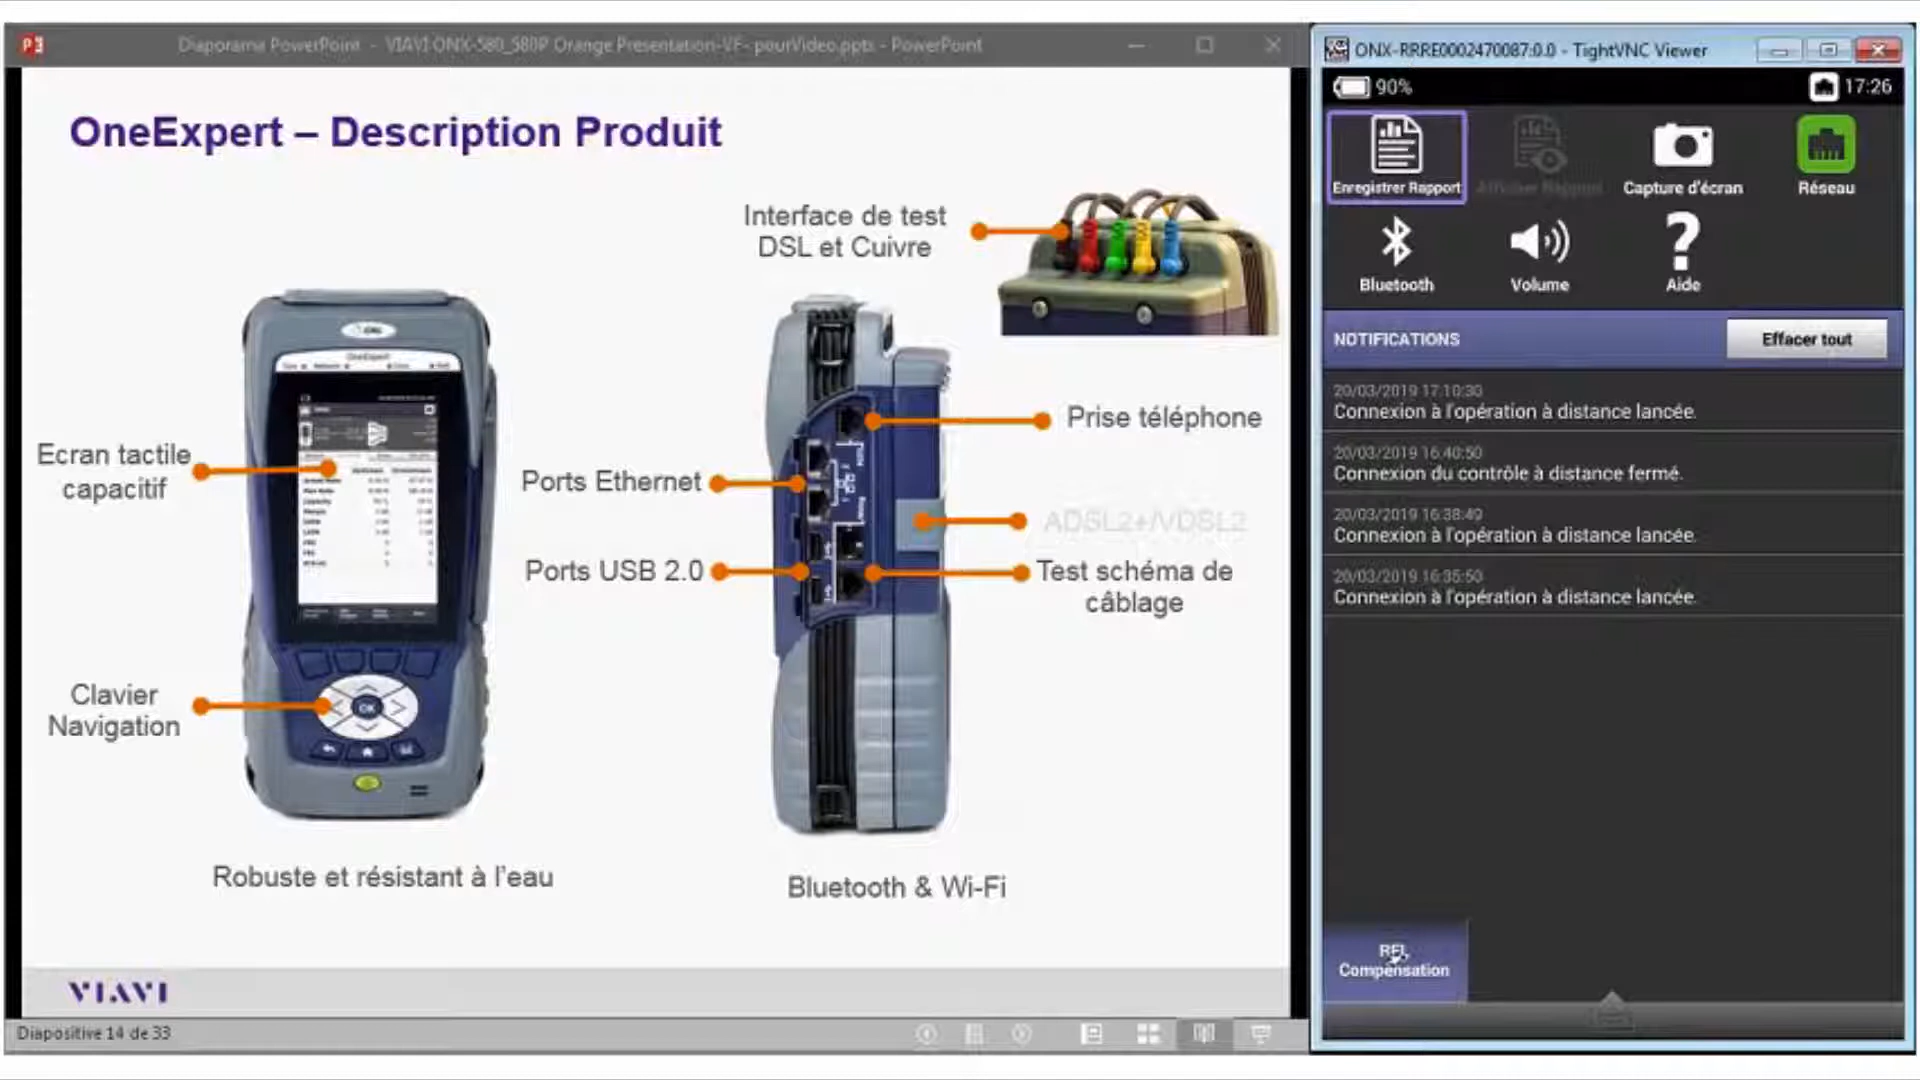 Diaporama PowerPoint - VIAVI ONX-580_580P Orange Presentation-VF- pourVideo.pptx - PowerPoint
OneExpert – Description Produit
Interface de test
DSL et Cuivre
Prise téléphone
Ecran tactile
capacitif
Ports Ethernet
ADSL2+/VDSL2
Ports USB 2.0
Test schéma de
câblage
Clavier
Navigation
OneExpert
OK
Robuste et résistant à l'eau
Bluetooth & Wi-Fi
VIAVI
Diapositive 14 de 33
ONX-RRRE0002470087:0.0 - TightVNC Viewer
90%
17:26
Enregistrer Rapport
Afficher Rapport
Capture d'écran
Réseau
Bluetooth
Volume
Aide
NOTIFICATIONS
Effacer tout
20/03/2019 17:10:30
Connexion à l'opération à distance lancée.
20/03/2019 16:40:50
Connexion du contrôle à distance fermé.
20/03/2019 16:38:49
Connexion à l'opération à distance lancée.
20/03/2019 16:35:50
Connexion à l'opération à distance lancée.
RFL
Compensation